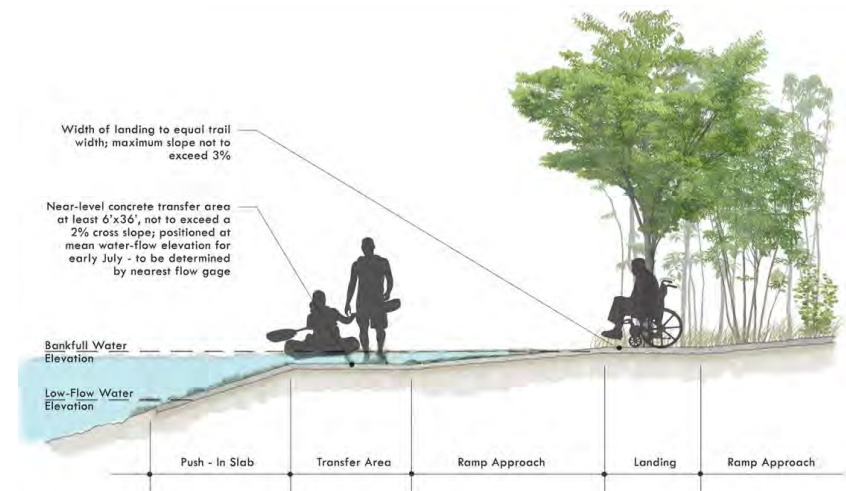 Width of landing to equal trail
width; maximum slope not to
exceed 3%
Near-level concrete transfer area
at least 6'x36', not to exceed a
2% cross slope; positioned at
mean water-flow elevation for
early July - to be determined
by nearest flow gage
Bankfull Water
Elevation
Low-Flow Water
Elevation
Push - In Slab
Transfer Area
Ramp Approach
Landing
Ramp Approach